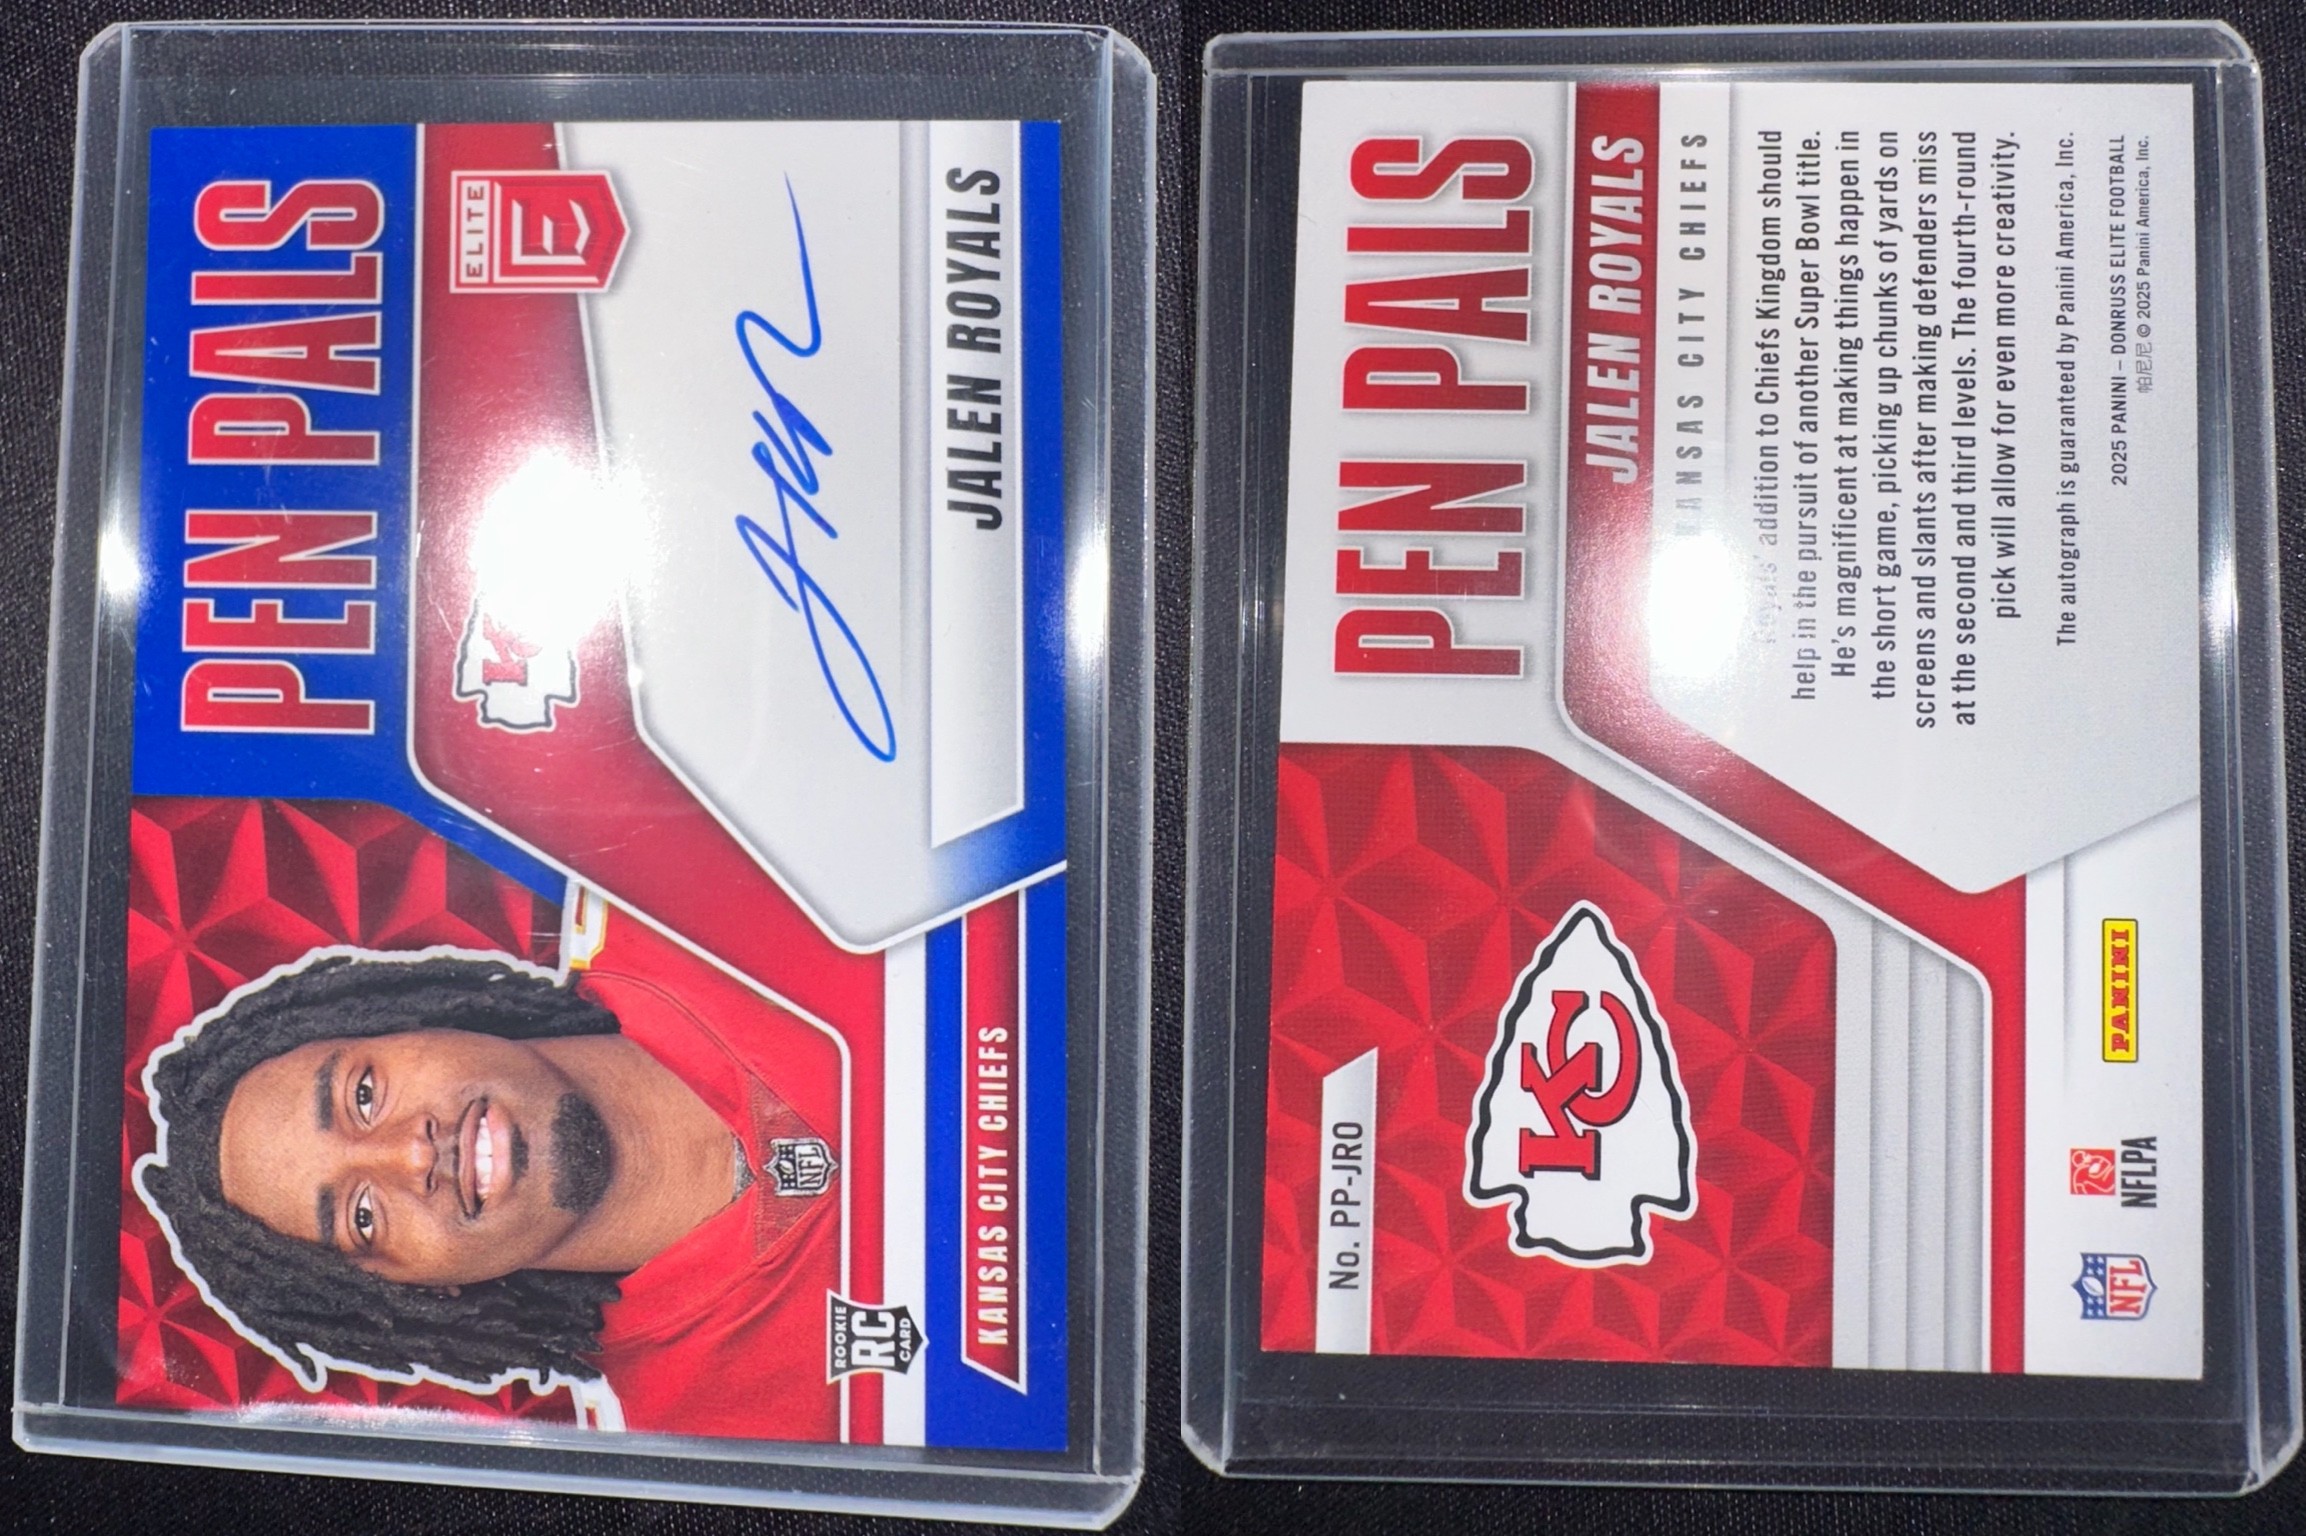 PEN PALS
ELITE
E
KC
JALEN ROYALS
NFL
ROOKIE
RC
CARD
KANSAS CITY CHIEFS
PEN PALS
JALEN ROYALS
KANSAS CITY CHIEFS
Royals' addition to Chiefs Kingdom should
help in the pursuit of another Super Bowl title.
He's magnificent at making things happen in
the short game, picking up chunks of yards on
screens and slants after making defenders miss
at the second and third levels. The fourth-round
pick will allow for even more creativity.
The autograph is guaranteed by Panini America, Inc.
2025 PANINI – DONRUSS ELITE FOOTBALL
帕尼尼 © 2025 Panini America, Inc.
No. PP-JRO
KC
PANINI
NFLPA
NFL